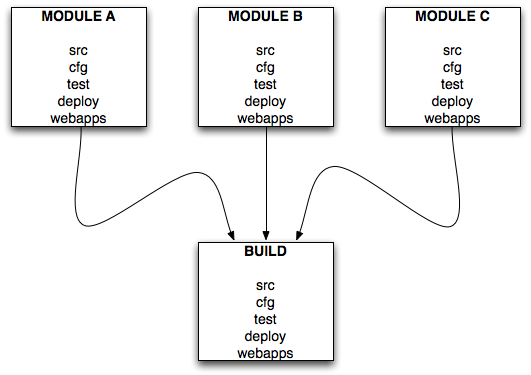 MODULE A
src
cfg
test
deploy
webapps
MODULE B
src
cfg
test
deploy
webapps
MODULE C
src
cfg
test
deploy
webapps
BUILD
src
cfg
test
deploy
webapps